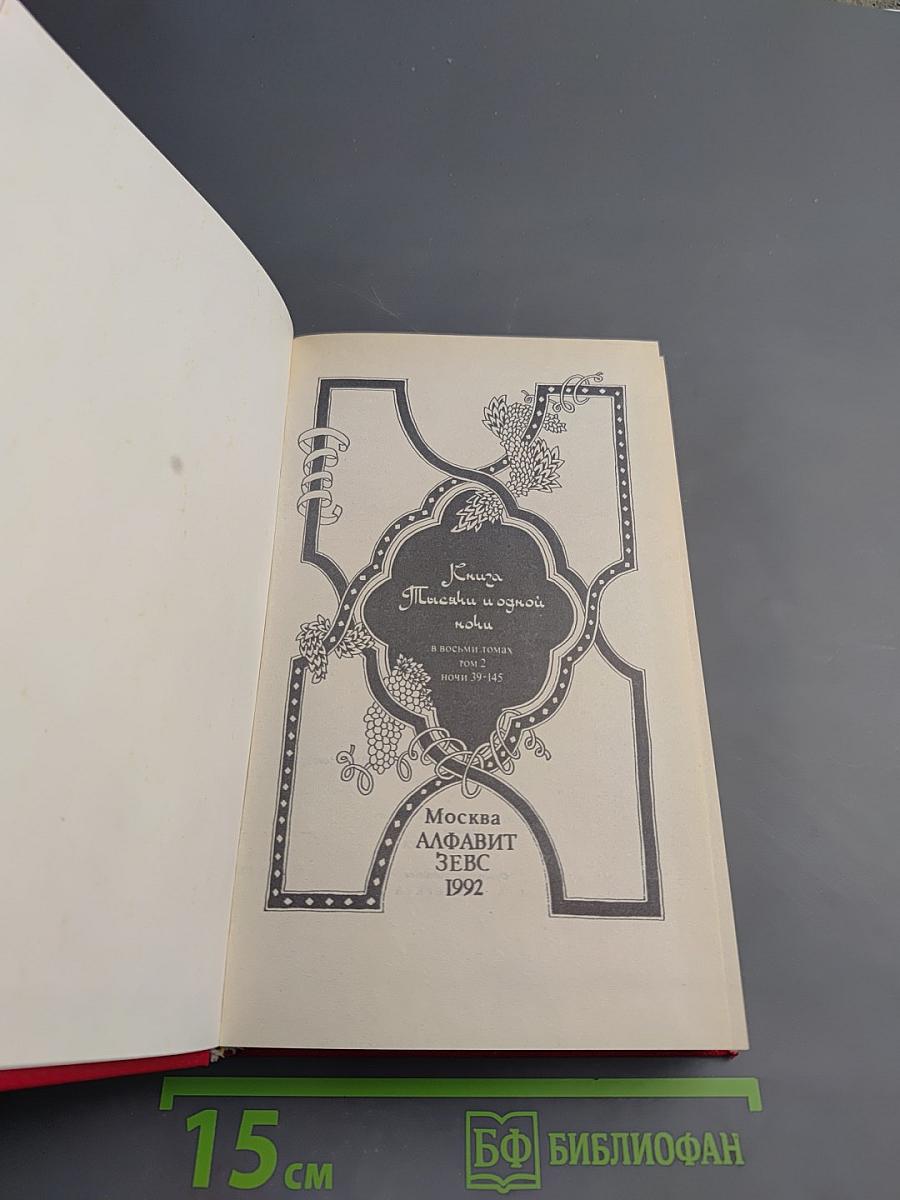 Книга
Тысячи и одной
ночи
в восьми томах
том 2
ночи 39-145
Москва
АЛФАВИТ
ЗЕВС
1992
15 см
БФ БИБЛИОФАН